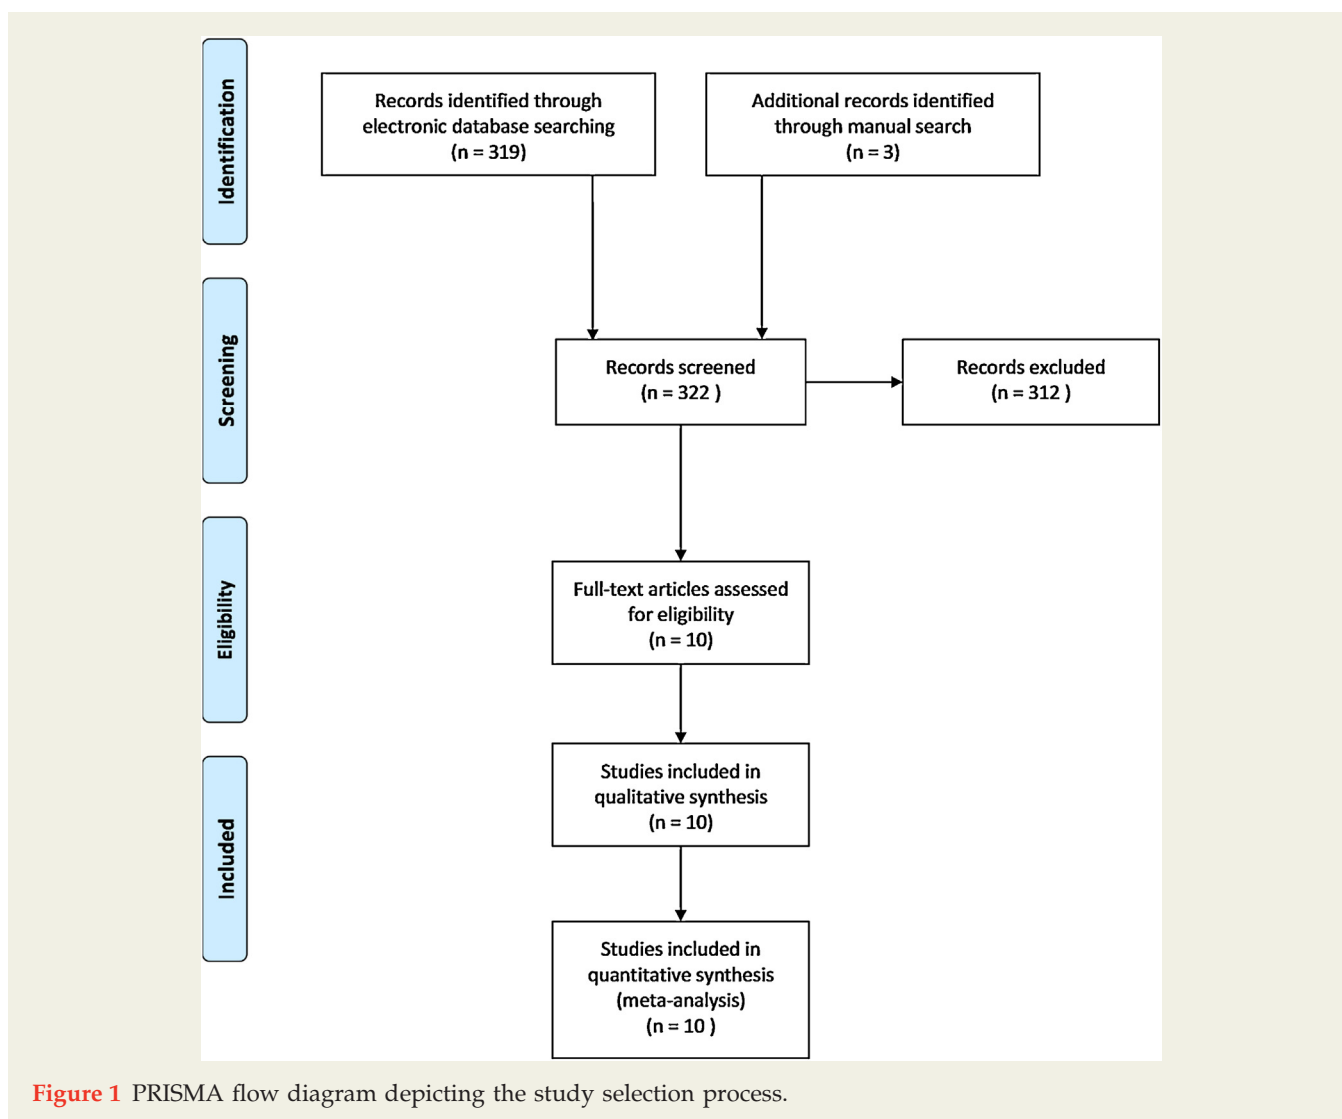 Identification
Records identified through
electronic database searching
(n = 319)
Additional records identified
through manual search
(n = 3)
Screening
Records screened
(n = 322 )
Records excluded
(n = 312 )
Eligibility
Full-text articles assessed
for eligibility
(n = 10)
Included
Studies included in
qualitative synthesis
(n = 10)
Studies included in
quantitative synthesis
(meta-analysis)
(n = 10 )
Figure 1 PRISMA flow diagram depicting the study selection process.